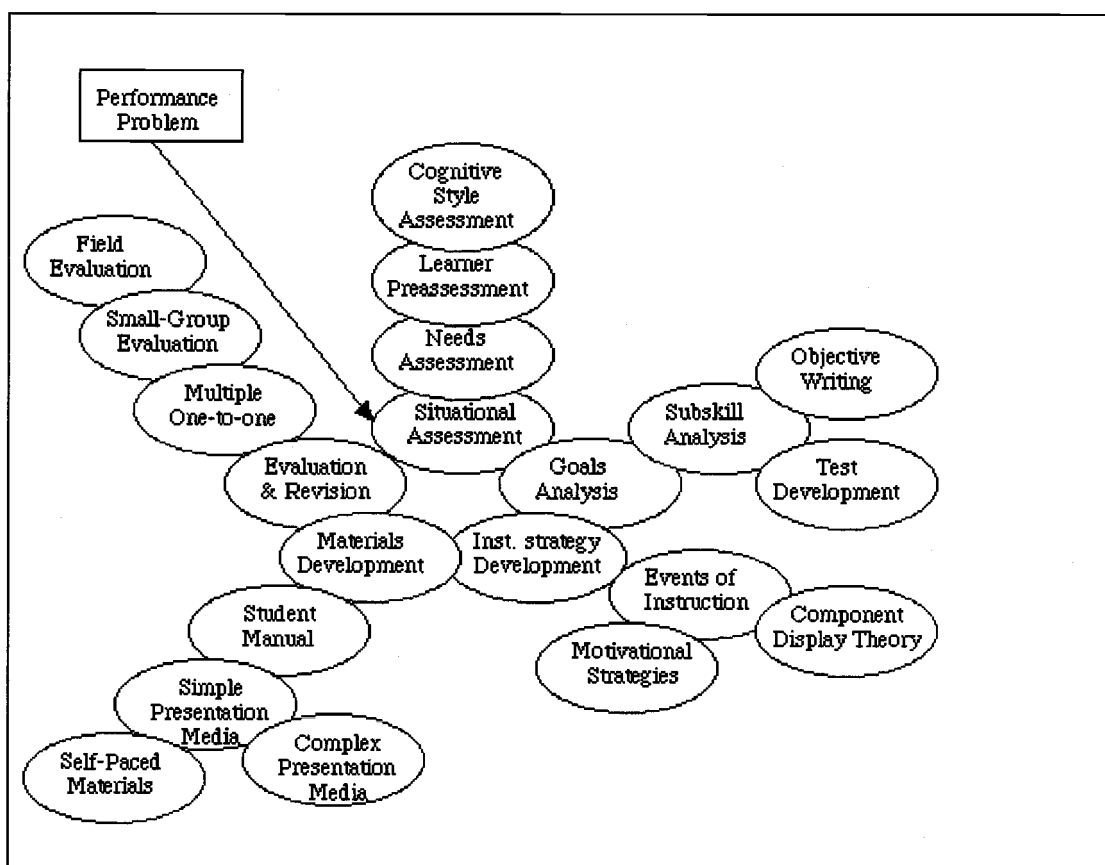 Performance
Problem
Cognitive
Style
Assessment
Learner
Preassessment
Needs
Assessment
Situational
Assessment
Field
Evaluation
Small-Group
Evaluation
Multiple
One-to-one
Evaluation
& Revision
Goals
Analysis
Subskill
Analysis
Objective
Writing
Test
Development
Materials
Development
Inst. strategy
Development
Events of
Instruction
Component
Display Theory
Motivational
Strategies
Student
Manual
Simple
Presentation
Media
Self-Paced
Materials
Complex
Presentation
Media